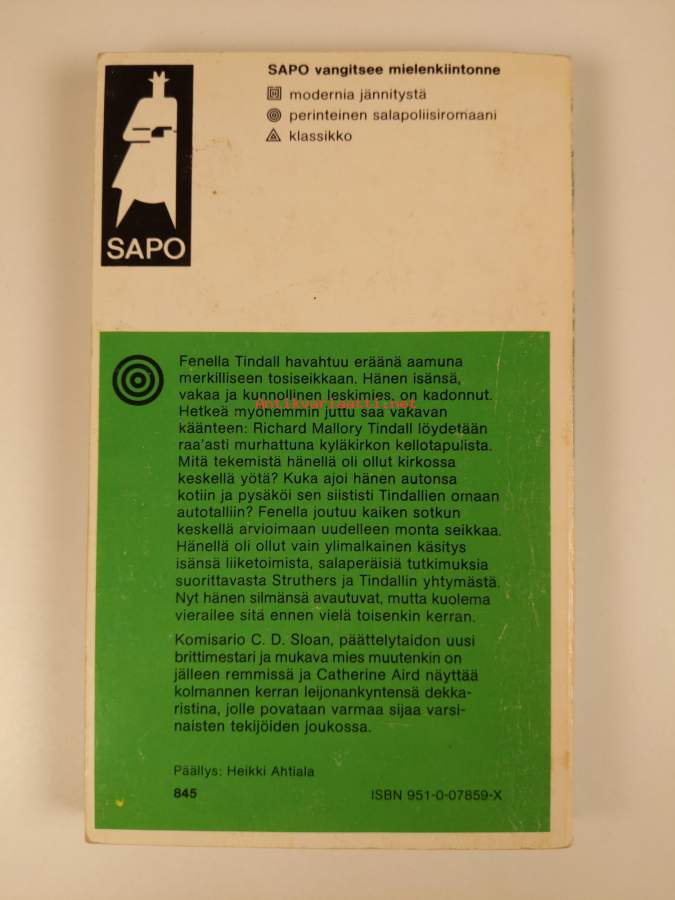 SAPO vangitsee mielenkiintonne
modernia jännitystä
perinteinen salapoliisiromaani
klassikko
SAPO
Fenella Tindall havahtuu eräänä aamuna
merkilliseen tosiseikkaan. Hänen isänsä,
vakaa ja kunnollinen leskimies, on kadonnut.
Antikvariaatti.net
Hetkeä myöhemmin juttu saa vakavan
käänteen: Richard Mallory Tindall löydetään
raa'asti murhattuna kyläkirkon kellotapulista.
Mitä tekemistä hänellä oli ollut kirkossa
keskellä yötä? Kuka ajoi hänen autonsa
kotiin ja pysäköi sen siististi Tindallien omaan
autotalliin? Fenella joutuu kaiken sotkun
keskellä arvioimaan uudelleen monta seikkaa.
Hänellä oli ollut vain ylimalkainen käsitys
isänsä liiketoimista, salaperäisiä tutkimuksia
suorittavasta Struthers ja Tindallin yhtymästä.
Nyt hänen silmänsä avautuvat, mutta kuolema
vierailee sitä ennen vielä toisenkin kerran.
Komisario C. D. Sloan, päättelytaidon uusi
brittimestari ja mukava mies muutenkin on
jälleen remmissä ja Catherine Aird näyttää
kolmannen kerran leijonankyntensä dekka-
ristina, jolle povataan varmaa sijaa varsi-
naisten tekijöiden joukossa.
Päällys: Heikki Ahtiala
845 ISBN 951-0-07859-X